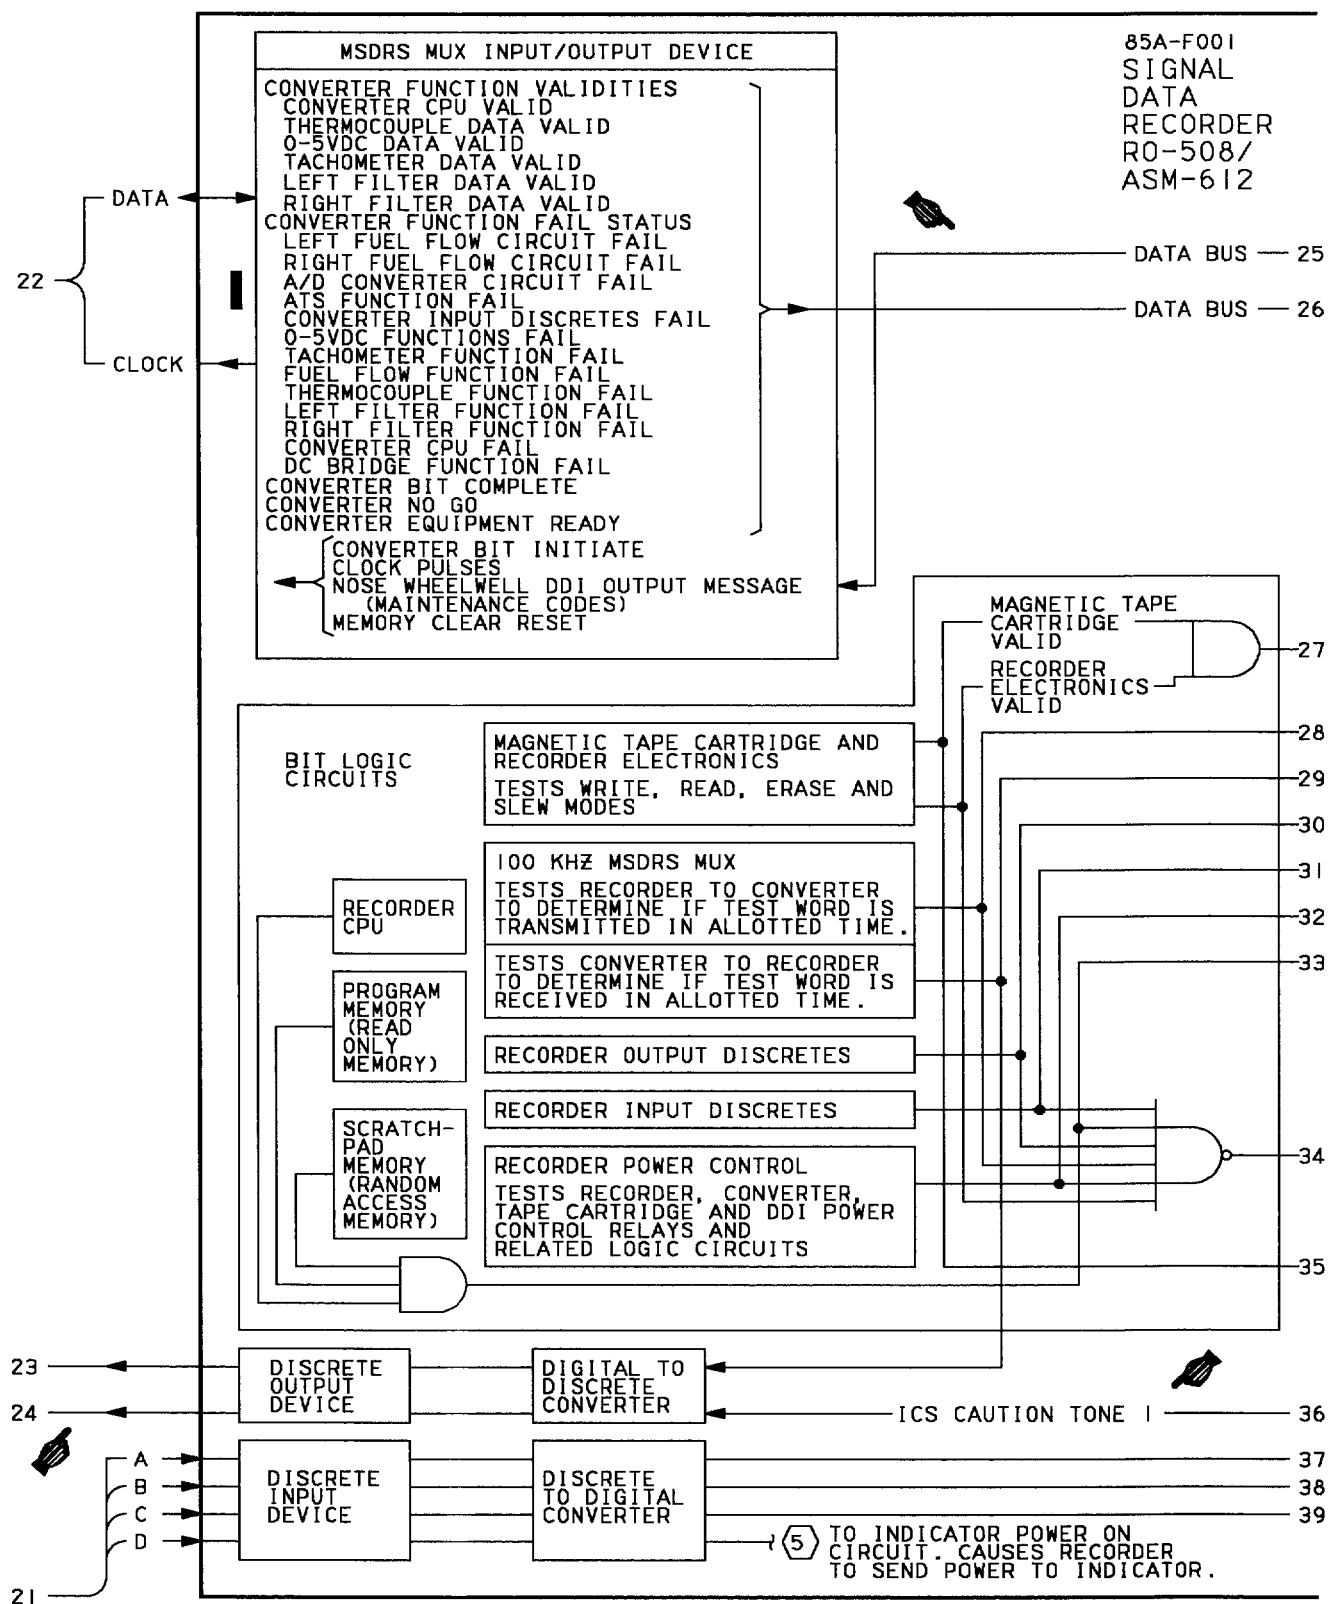 MSDRS MUX INPUT/OUTPUT DEVICE
CONVERTER FUNCTION VALIDITIES
CONVERTER CPU VALID
THERMOCOUPLE DATA VALID
0-5VDC DATA VALID
TACHOMETER DATA VALID
LEFT FILTER DATA VALID
RIGHT FILTER DATA VALID
CONVERTER FUNCTION FAIL STATUS
LEFT FUEL FLOW CIRCUIT FAIL
RIGHT FUEL FLOW CIRCUIT FAIL
A/D CONVERTER CIRCUIT FAIL
ATS FUNCTION FAIL
CONVERTER INPUT DISCRETES FAIL
0-5VDC FUNCTIONS FAIL
TACHOMETER FUNCTION FAIL
FUEL FLOW FUNCTION FAIL
THERMOCOUPLE FUNCTION FAIL
LEFT FILTER FUNCTION FAIL
RIGHT FILTER FUNCTION FAIL
CONVERTER CPU FAIL
DC BRIDGE FUNCTION FAIL
CONVERTER BIT COMPLETE
CONVERTER NO GO
CONVERTER EQUIPMENT READY
CONVERTER BIT INITIATE
CLOCK PULSES
NOSE WHEELWELL DDI OUTPUT MESSAGE
(MAINTENANCE CODES)
MEMORY CLEAR RESET
DATA
22
CLOCK
85A-F001
SIGNAL
DATA
RECORDER
RO-508/
ASM-612
DATA BUS 25
DATA BUS 26
MAGNETIC TAPE
CARTRIDGE
VALID
27
RECORDER
ELECTRONICS
VALID
28
29
30
31
32
33
BIT LOGIC
CIRCUITS
MAGNETIC TAPE CARTRIDGE AND
RECORDER ELECTRONICS
TESTS WRITE, READ, ERASE AND
SLEW MODES
100 KHZ MSDRS MUX
TESTS RECORDER TO CONVERTER
TO DETERMINE IF TEST WORD IS
TRANSMITTED IN ALLOTTED TIME.
TESTS CONVERTER TO RECORDER
TO DETERMINE IF TEST WORD IS
RECEIVED IN ALLOTTED TIME.
RECORDER
CPU
PROGRAM
MEMORY
(READ
ONLY
MEMORY)
SCRATCH-
PAD
MEMORY
(RANDOM
ACCESS
MEMORY)
RECORDER OUTPUT DISCRETES
RECORDER INPUT DISCRETES
RECORDER POWER CONTROL
TESTS RECORDER, CONVERTER,
TAPE CARTRIDGE AND DDI POWER
CONTROL RELAYS AND
RELATED LOGIC CIRCUITS
34
35
23
24
DISCRETE
OUTPUT
DEVICE
DIGITAL TO
DISCRETE
CONVERTER
ICS CAUTION TONE 1 36
A
B
C
D
21
DISCRETE
INPUT
DEVICE
DISCRETE
TO DIGITAL
CONVERTER
37
38
39
5 TO INDICATOR POWER ON
CIRCUIT. CAUSES RECORDER
TO SEND POWER TO INDICATOR.